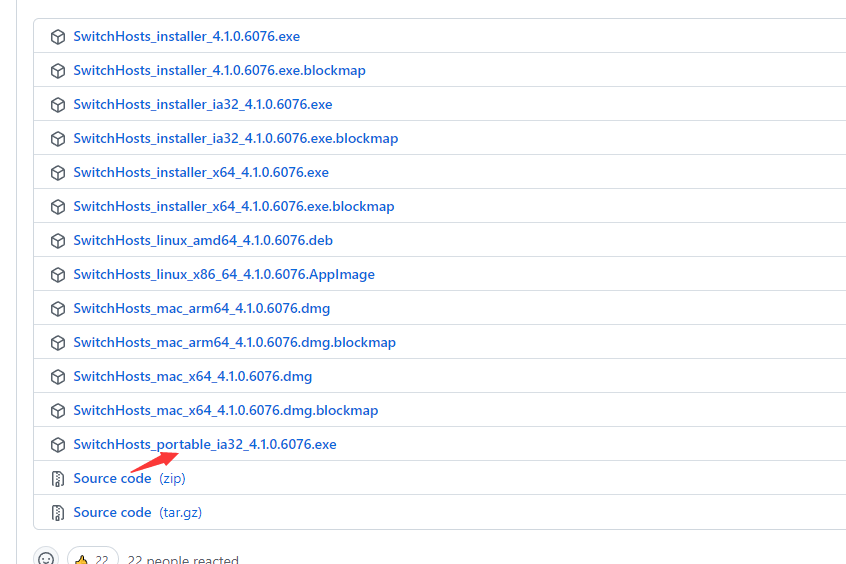 SwitchHosts_installer_4.1.0.6076.exe
SwitchHosts_installer_4.1.0.6076.exe.blockmap
SwitchHosts_installer_ia32_4.1.0.6076.exe
SwitchHosts_installer_ia32_4.1.0.6076.exe.blockmap
SwitchHosts_installer_x64_4.1.0.6076.exe
SwitchHosts_installer_x64_4.1.0.6076.exe.blockmap
SwitchHosts_linux_amd64_4.1.0.6076.deb
SwitchHosts_linux_x86_64_4.1.0.6076.AppImage
SwitchHosts_mac_arm64_4.1.0.6076.dmg
SwitchHosts_mac_arm64_4.1.0.6076.dmg.blockmap
SwitchHosts_mac_x64_4.1.0.6076.dmg
SwitchHosts_mac_x64_4.1.0.6076.dmg.blockmap
SwitchHosts_portable_ia32_4.1.0.6076.exe
Source code (zip)
Source code (tar.gz)
22 22 people reacted